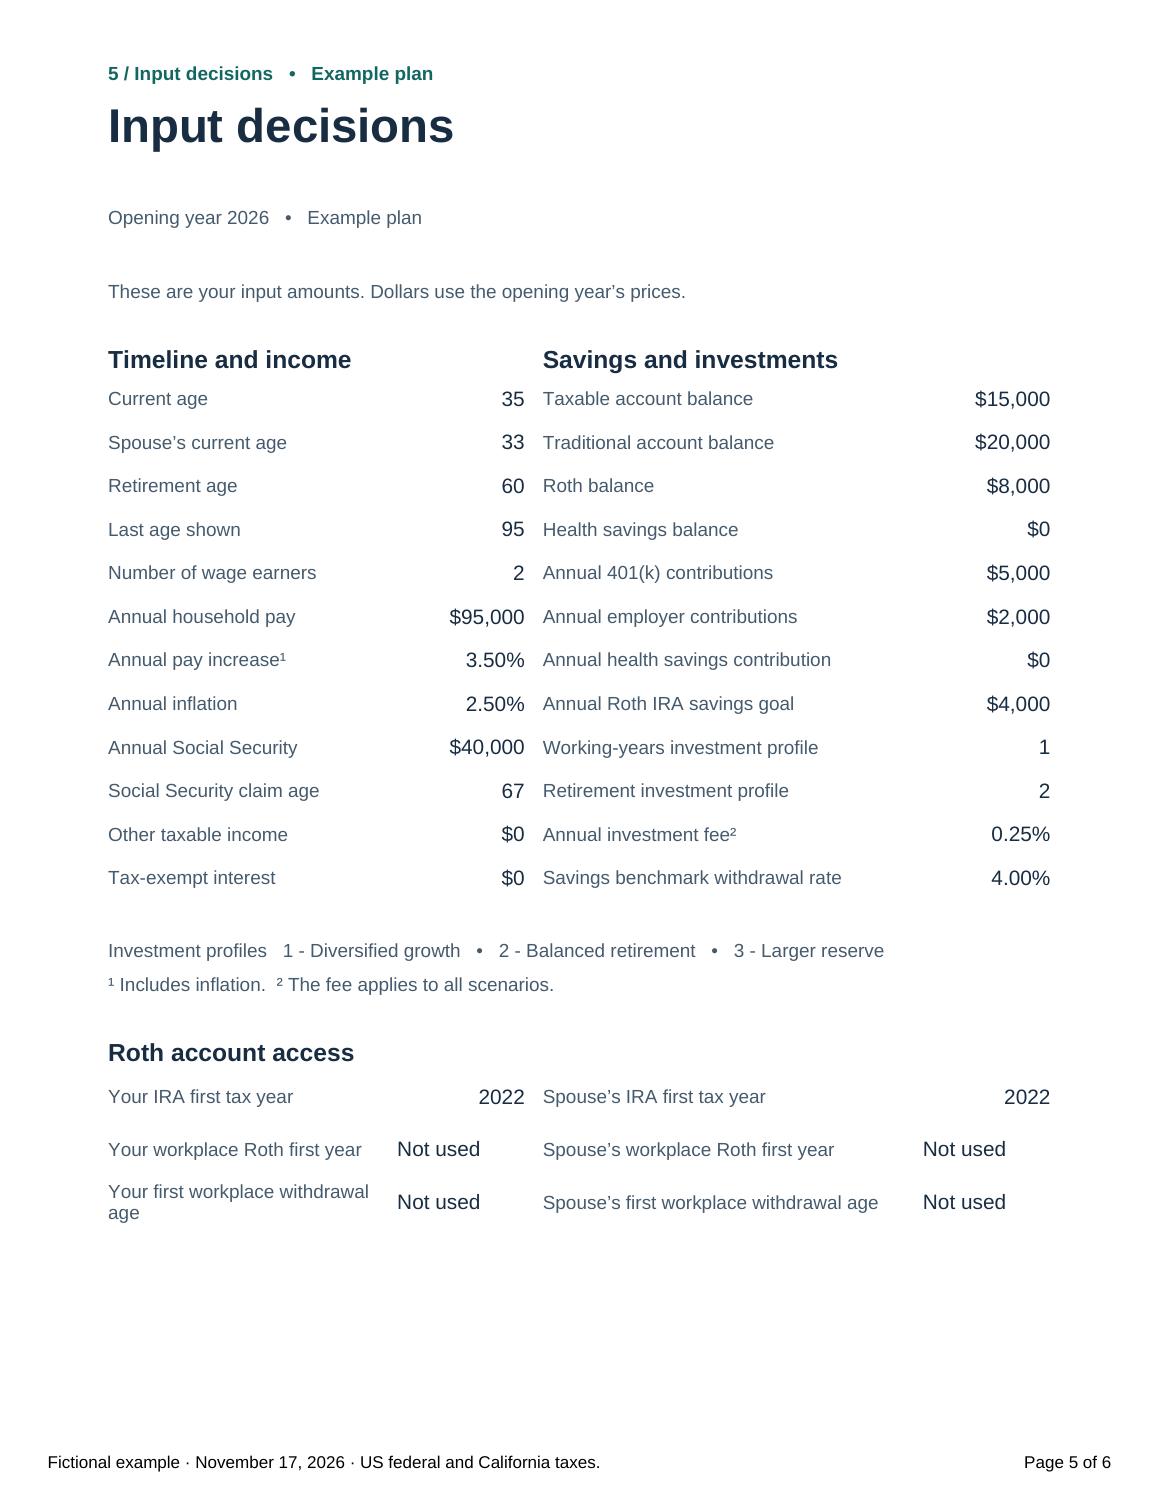 5 / Input decisions • Example plan
Input decisions
Opening year 2026 • Example plan
These are your input amounts. Dollars use the opening year’s prices.
Timeline and income
Current age 35
Spouse’s current age 33
Retirement age 60
Last age shown 95
Number of wage earners 2
Annual household pay $95,000
Annual pay increase¹ 3.50%
Annual inflation 2.50%
Annual Social Security $40,000
Social Security claim age 67
Other taxable income $0
Tax-exempt interest $0
Savings and investments
Taxable account balance $15,000
Traditional account balance $20,000
Roth balance $8,000
Health savings balance $0
Annual 401(k) contributions $5,000
Annual employer contributions $2,000
Annual health savings contribution $0
Annual Roth IRA savings goal $4,000
Working-years investment profile 1
Retirement investment profile 2
Annual investment fee² 0.25%
Savings benchmark withdrawal rate 4.00%
Investment profiles 1 - Diversified growth • 2 - Balanced retirement • 3 - Larger reserve
¹ Includes inflation. ² The fee applies to all scenarios.
Roth account access
Your IRA first tax year 2022
Your workplace Roth first year Not used
Your first workplace withdrawal
age Not used
Spouse’s IRA first tax year 2022
Spouse’s workplace Roth first year Not used
Spouse’s first workplace withdrawal age Not used
Fictional example · November 17, 2026 · US federal and California taxes.
Page 5 of 6